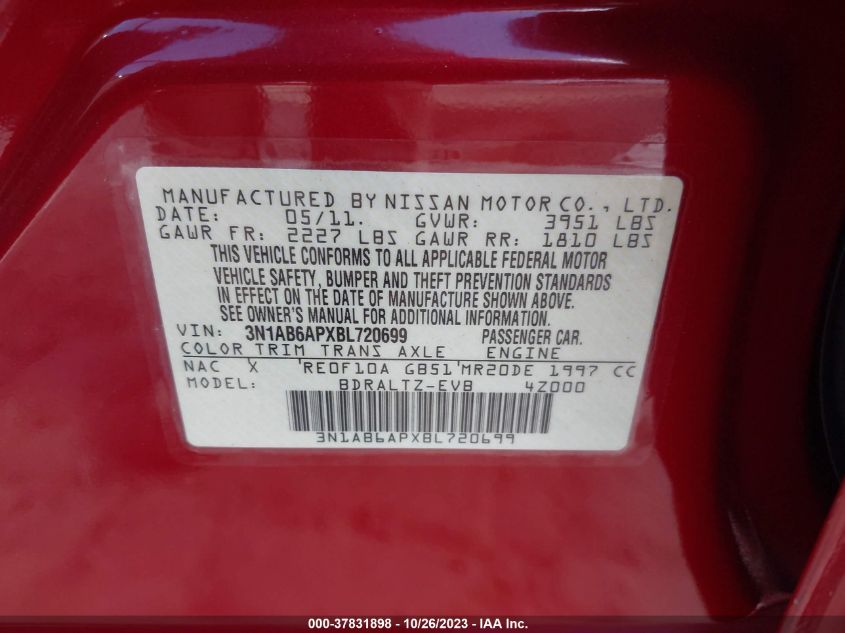 MANUFACTURED BY NISSAN MOTOR CO., LTD.
DATE: 05/11. GVWR: 3951 LBS
GAWR FR: 2227 LBS GAWR RR: 1810 LBS
THIS VEHICLE CONFORMS TO ALL APPLICABLE FEDERAL MOTOR
VEHICLE SAFETY, BUMPER AND THEFT PREVENTION STANDARDS
IN EFFECT ON THE DATE OF MANUFACTURE SHOWN ABOVE.
SEE OWNER'S MANUAL FOR ADDITIONAL INFORMATION.
VIN: 3N1AB6APXBL720699 PASSENGER CAR.
COLOR TRIM TRANS AXLE ENGINE
NAC X 'RE0F10A GB51'MR20DE 1997 CC
MODEL: BDRALTZ-EVB 4Z000
3N1AB6APXBL720699
000-37831898 - 10/26/2023 - IAA Inc.